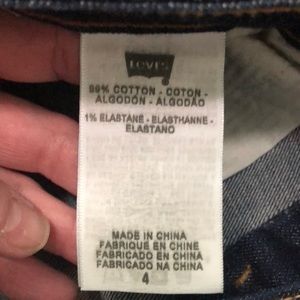 Levi's
99% COTTON - COTON -
ALGODÓN - ALGODÃO
1% ELASTANE - ELASTHANNE -
ELASTANO
MADE IN CHINA
FABRIQUÉ EN CHINE
FABRICADO EN CHINA
FABRICADO NA CHINA
4